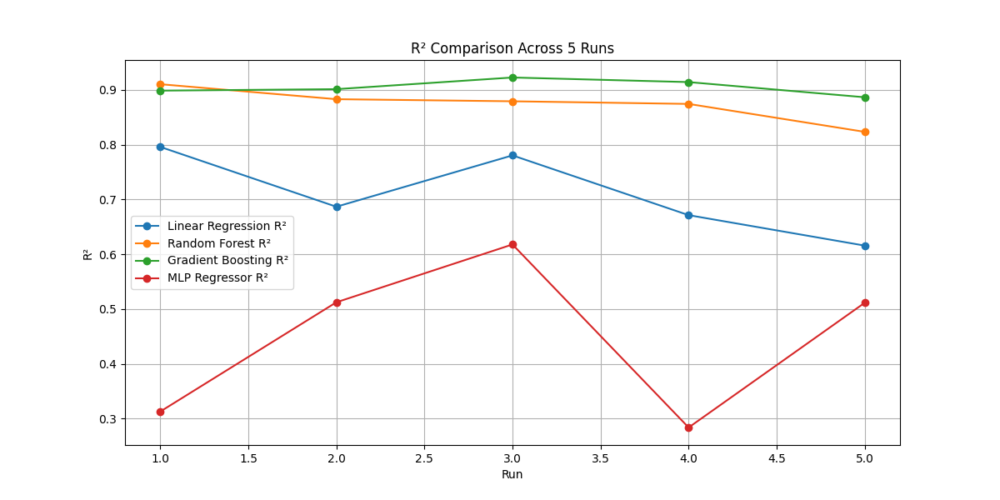 R² Comparison Across 5 Runs
R²
0.9
0.8
0.7
0.6
0.5
0.4
0.3
Linear Regression R²
Random Forest R²
Gradient Boosting R²
MLP Regressor R²
1.0 1.5 2.0 2.5 3.0 3.5 4.0 4.5 5.0
Run